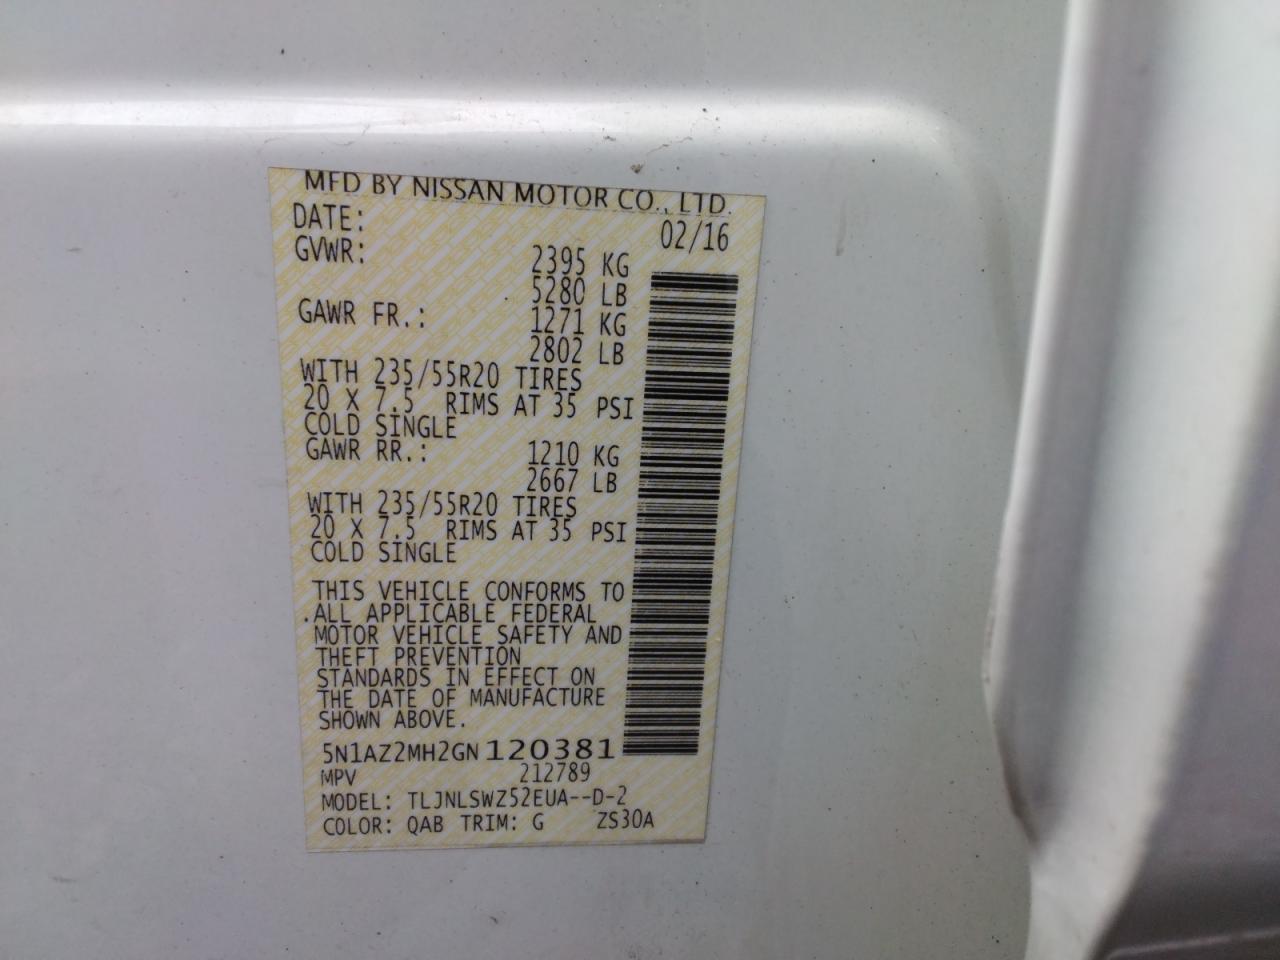 MFD BY NISSAN MOTOR CO., LTD.
DATE: 02/16
GVWR: 2395 KG
5280 LB
GAWR FR.: 1271 KG
2802 LB
WITH 235/55R20 TIRES
20 X 7.5 RIMS AT 35 PSI
COLD SINGLE
GAWR RR.: 1210 KG
2667 LB
WITH 235/55R20 TIRES
20 X 7.5 RIMS AT 35 PSI
COLD SINGLE
THIS VEHICLE CONFORMS TO
ALL APPLICABLE FEDERAL
MOTOR VEHICLE SAFETY AND
THEFT PREVENTION
STANDARDS IN EFFECT ON
THE DATE OF MANUFACTURE
SHOWN ABOVE.
5N1AZ2MH2GN120381
MPV 212789
MODEL: TLJNLSWZ52EUA--D-2
COLOR: QAB TRIM: G ZS30A